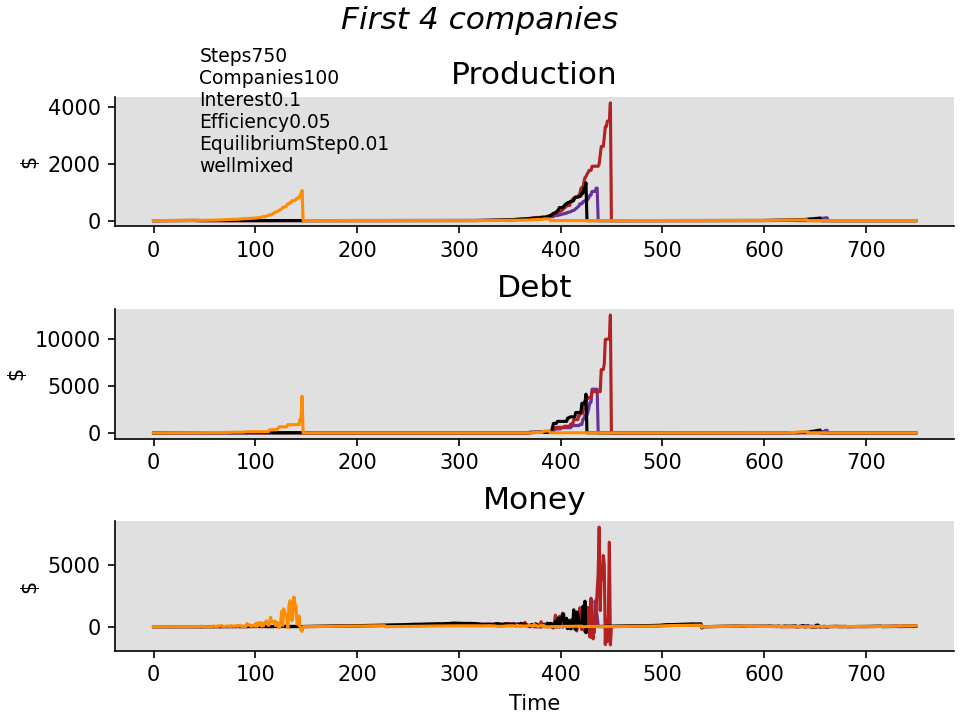 First 4 companies
Steps750
Companies100
Interest0.1
Efficiency0.05
EquilibriumStep0.01
wellmixed
Production
$
4000
2000
0
0 100 200 300 400 500 600 700
Debt
$
10000
5000
0
0 100 200 300 400 500 600 700
Money
$
5000
0
0 100 200 300 400 500 600 700
Time